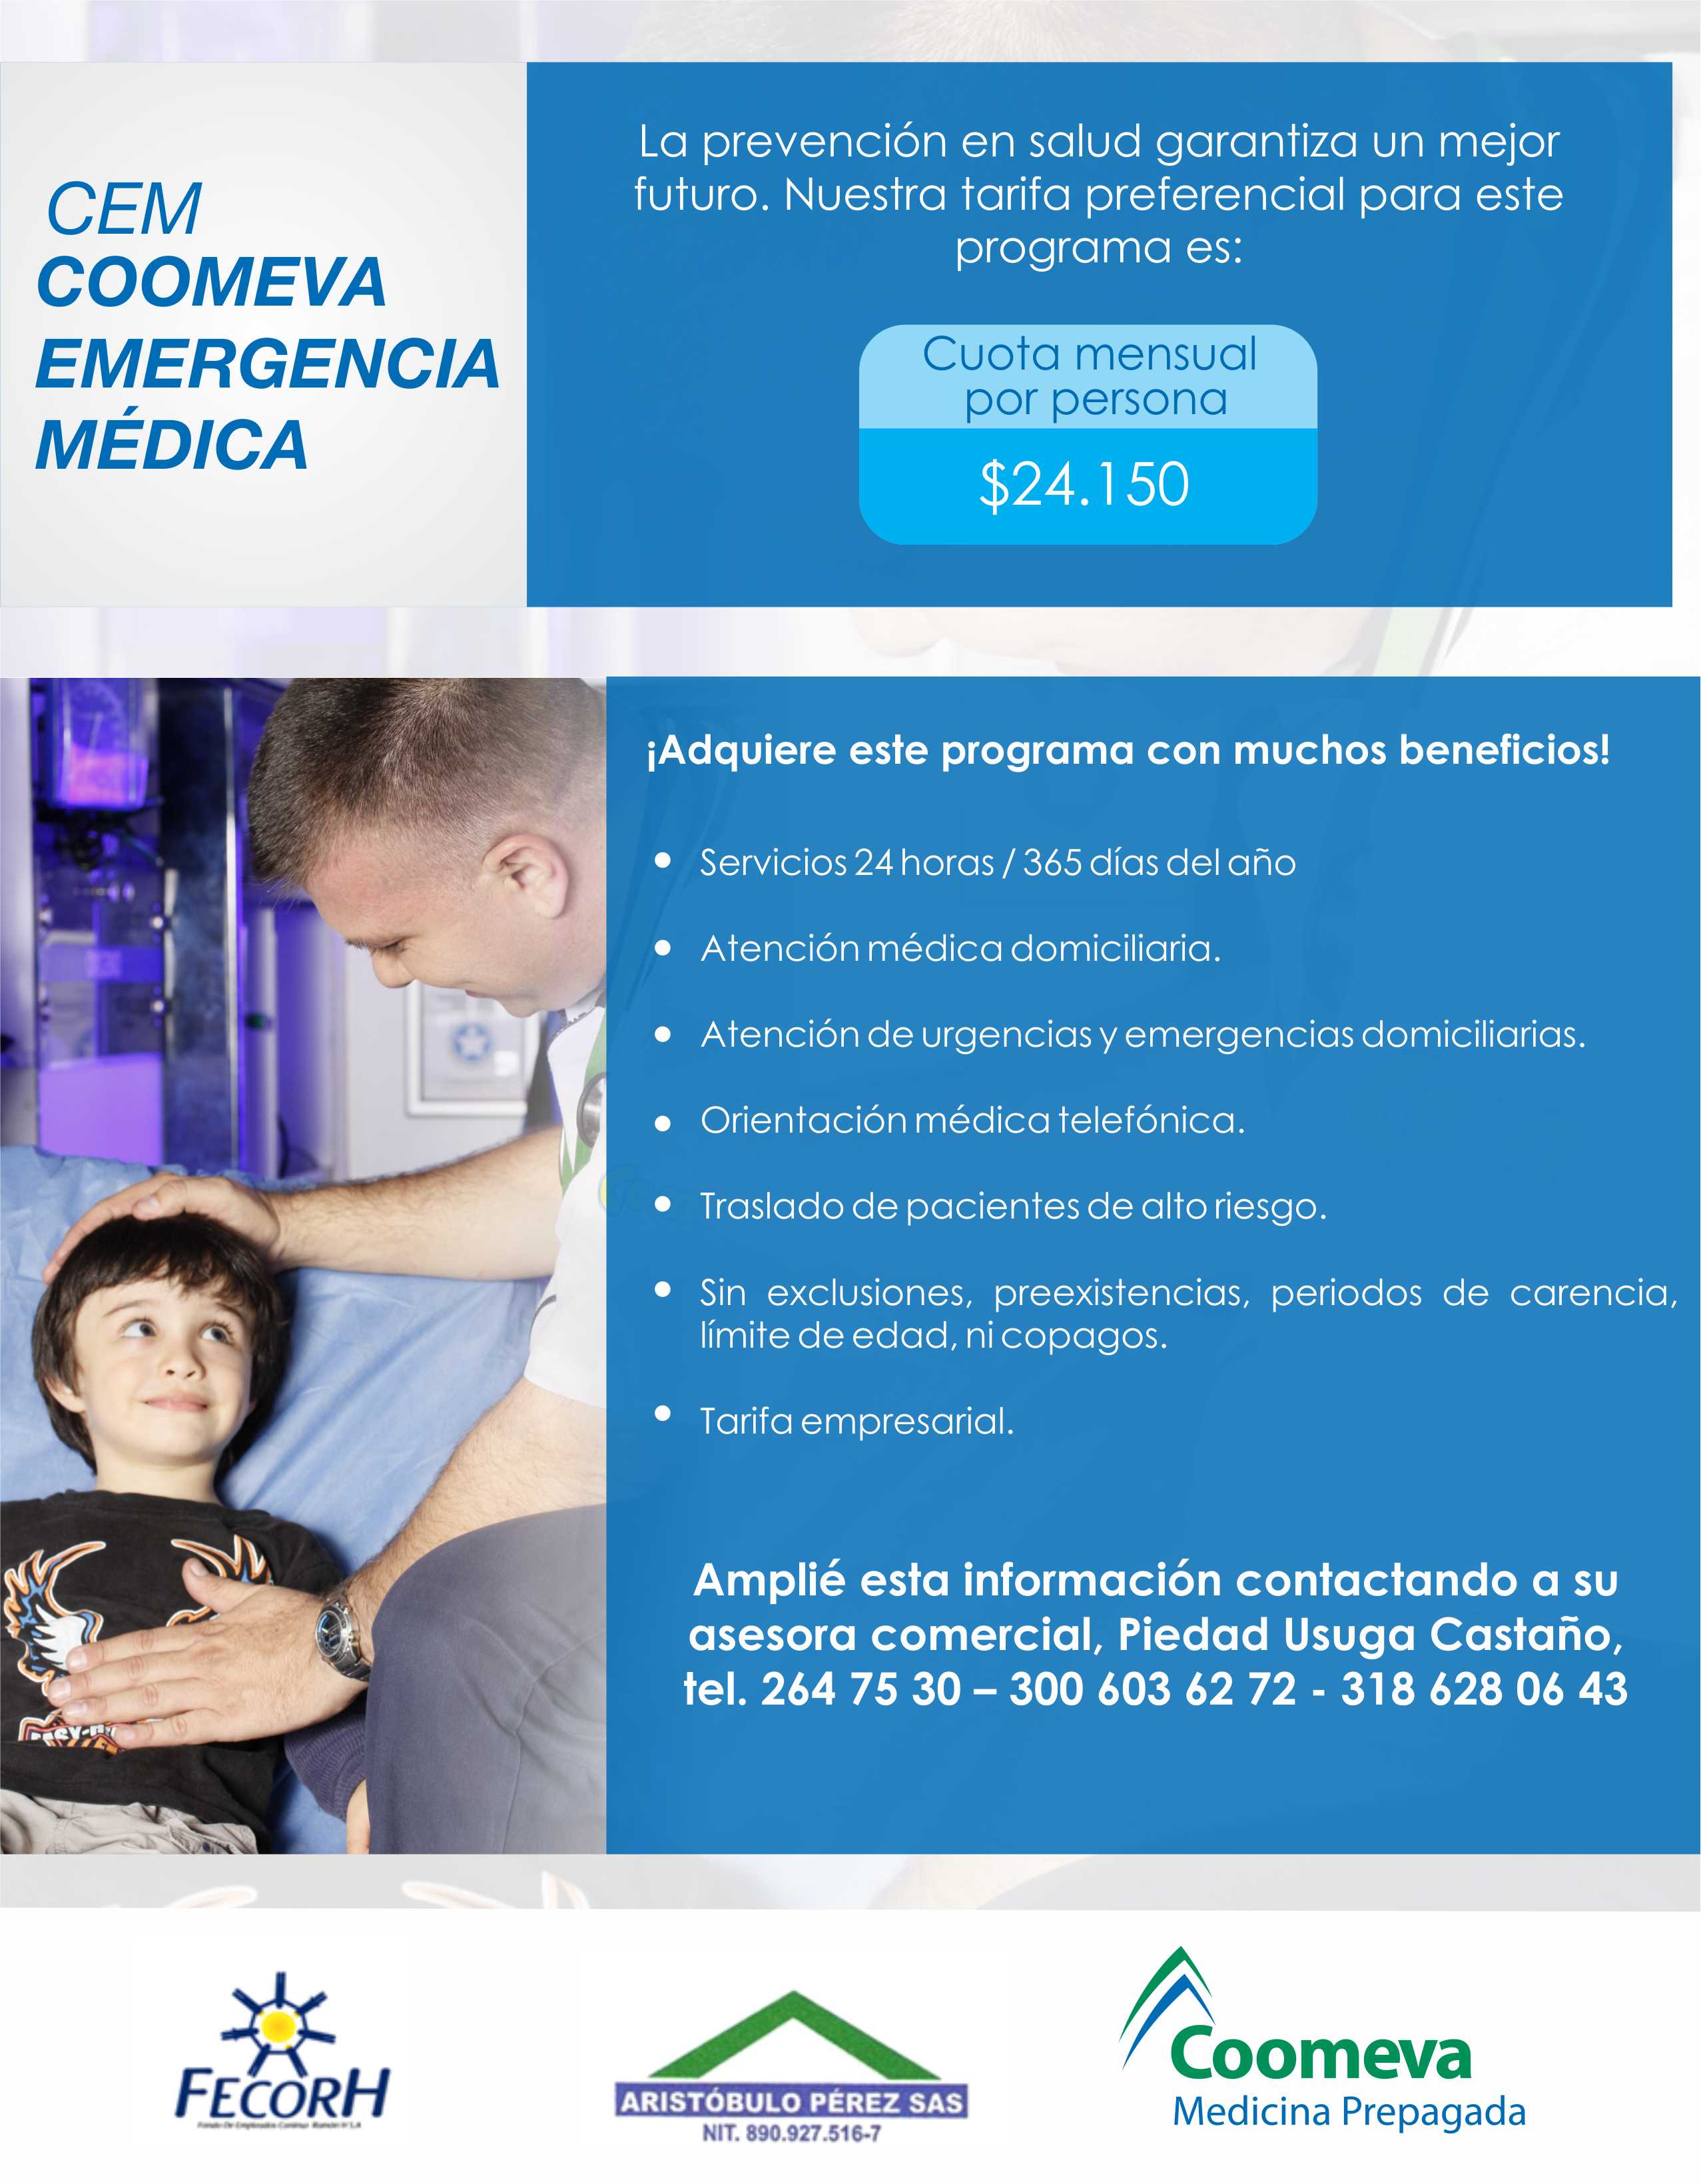 CEM
COOMEVA
EMERGENCIA
MÉDICA
La prevención en salud garantiza un mejor
futuro. Nuestra tarifa preferencial para este
programa es:
Cuota mensual
por persona
$24.150
¡Adquiere este programa con muchos beneficios!
• Servicios 24 horas / 365 días del año
• Atención médica domiciliaria.
• Atención de urgencias y emergencias domiciliarias.
• Orientación médica telefónica.
• Traslado de pacientes de alto riesgo.
• Sin exclusiones, preexistencias, periodos de carencia,
límite de edad, ni copagos.
• Tarifa empresarial.
Amplié esta información contactando a su
asesora comercial, Piedad Usuga Castaño,
tel. 264 75 30 – 300 603 62 72 - 318 628 06 43
FECORH
Fondo De Empleados Continuo
ARISTÓBULO PÉREZ SAS
NIT. 890.927.516-7
Coomeva
Medicina Prepagada